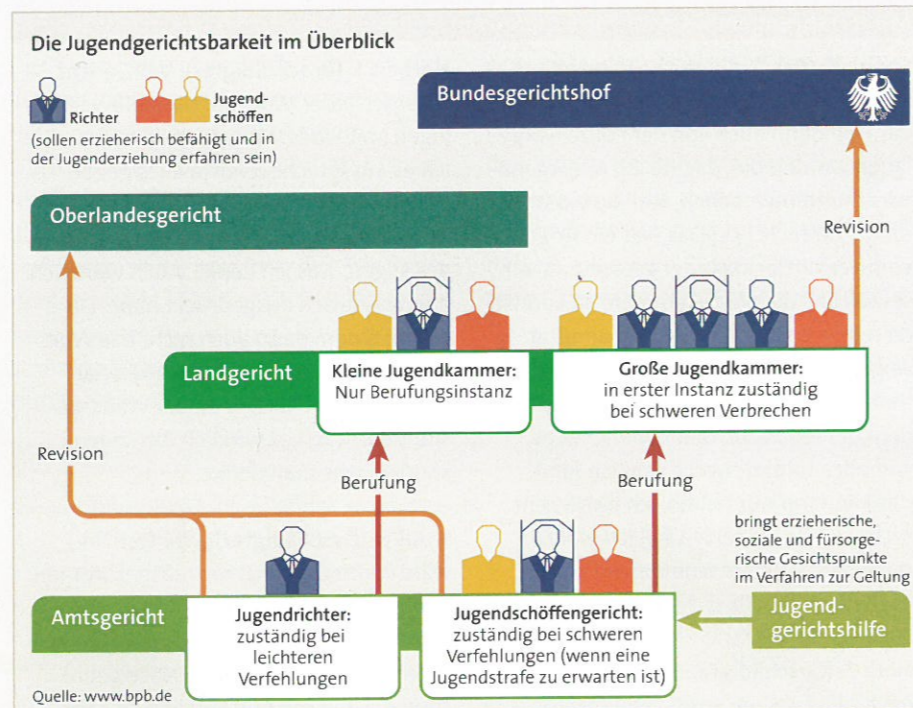 Die Jugendgerichtsbarkeit im Überblick
Richter
Jugend-
schöffen
(sollen erzieherisch befähigt und in
der Jugenderziehung erfahren sein)
Bundesgerichtshof
Oberlandesgericht
Revision
Landgericht
Kleine Jugendkammer:
Nur Berufungsinstanz
Große Jugendkammer:
in erster Instanz zuständig
bei schweren Verbrechen
Revision
Berufung
Berufung
bringt erzieherische,
soziale und fürsorge-
rische Gesichtspunkte
im Verfahren zur Geltung
Amtsgericht
Jugendrichter:
zuständig bei
leichteren
Verfehlungen
Jugendschöffengericht:
zuständig bei schweren
Verfehlungen (wenn eine
Jugendstrafe zu erwarten ist)
Jugend-
gerichtshilfe
Quelle: www.bpb.de